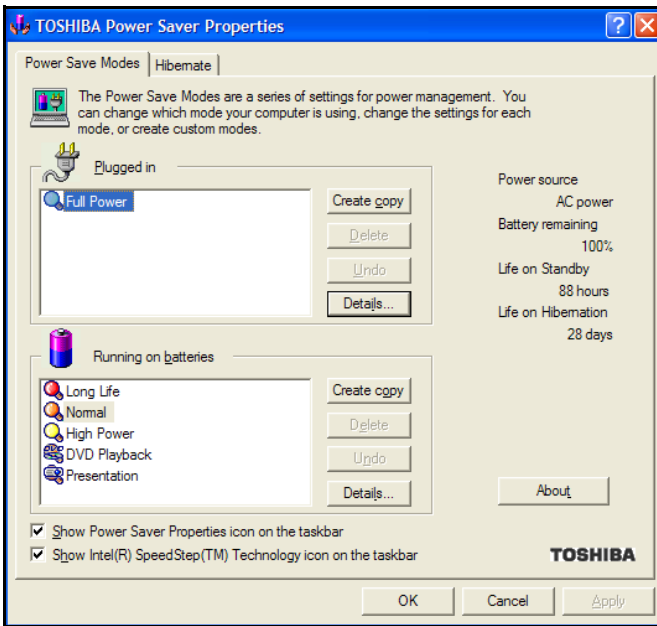 TOSHIBA Power Saver Properties
Power Save Modes
Hibernate
The Power Save Modes are a series of settings for power management. You
can change which mode your computer is using, change the settings for each
mode, or create custom modes.
Plugged in
Full Power
Create copy
Delete
Undo
Details...
Power source
AC power
Battery remaining
100%
Life on Standby
88 hours
Life on Hibernation
28 days
Running on batteries
Long Life
Normal
High Power
DVD Playback
Presentation
Create copy
Delete
Undo
Details...
About
Show Power Saver Properties icon on the taskbar
Show Intel(R) SpeedStep(TM) Technology icon on the taskbar
TOSHIBA
OK
Cancel
Apply